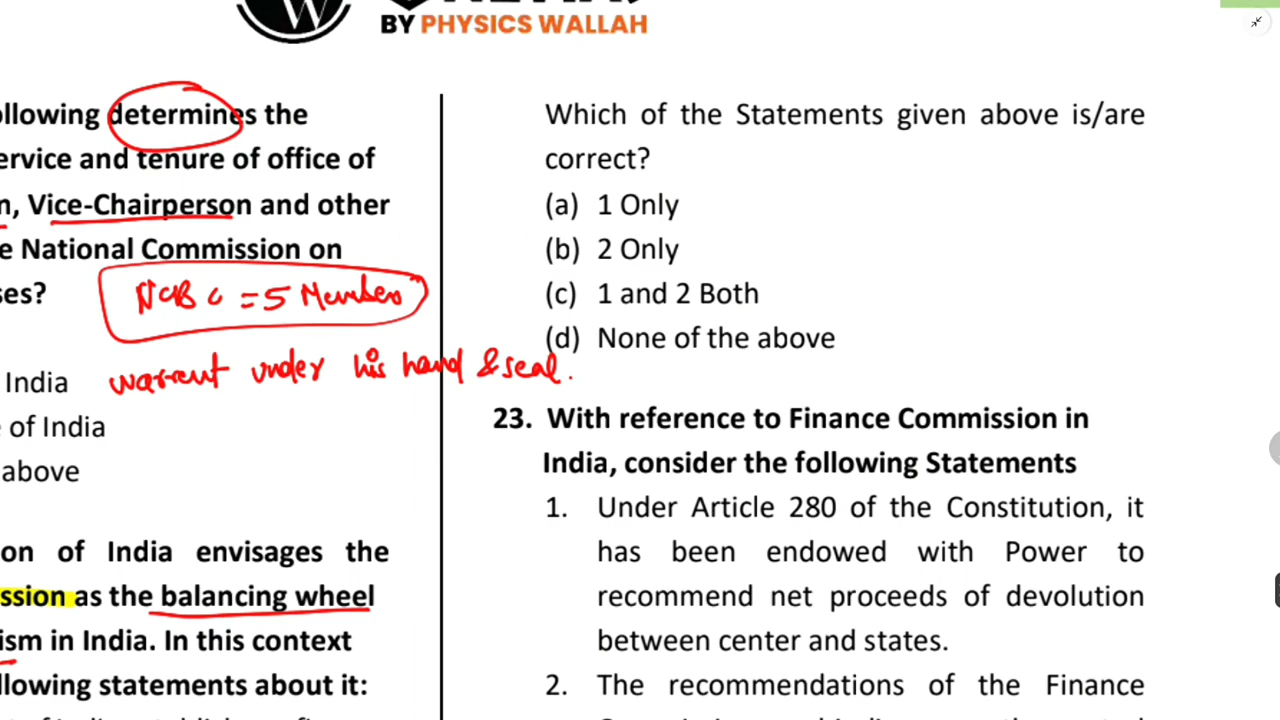 BY PHYSICS WALLAH
ollowing determines the
ervice and tenure of office of
n, Vice-Chairperson and other
e National Commission on
ses?
NCBC = 5 Members
India
warrent under his hand & seal.
e of India
above
on of India envisages the
ssion as the balancing wheel
ism in India. In this context
llowing statements about it:
Which of the Statements given above is/are
correct?
(a) 1 Only
(b) 2 Only
(c) 1 and 2 Both
(d) None of the above
23. With reference to Finance Commission in
India, consider the following Statements
1. Under Article 280 of the Constitution, it
has been endowed with Power to
recommend net proceeds of devolution
between center and states.
2. The recommendations of the Finance